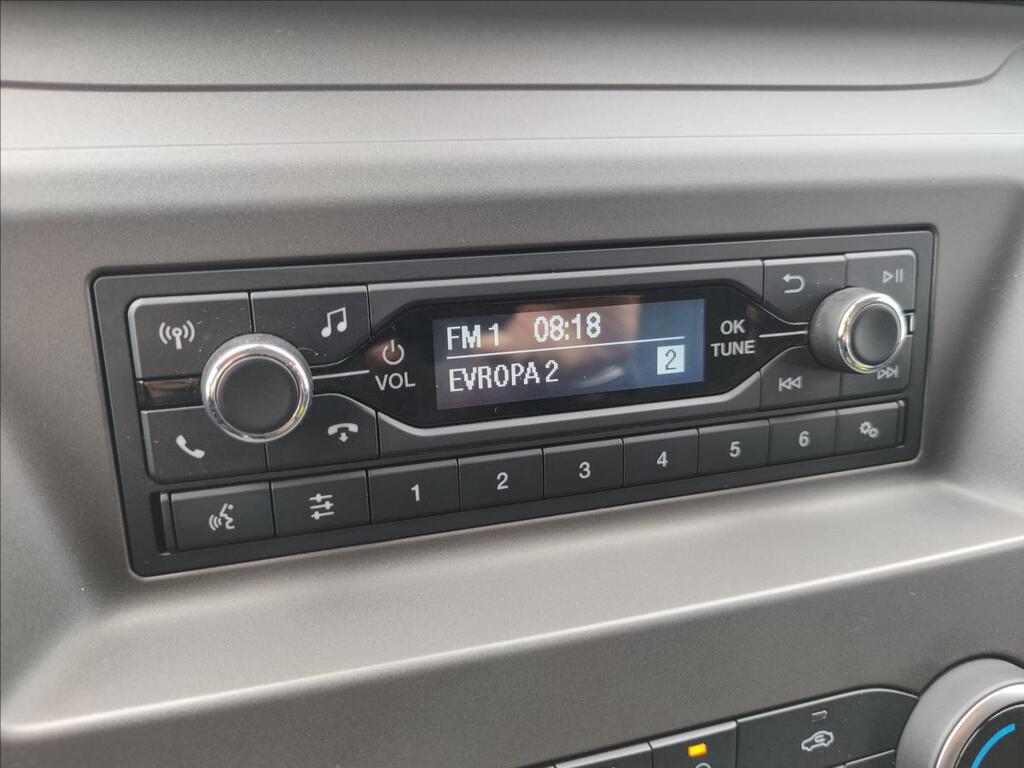 FM 1 08:18
EVROPA 2 2
VOL
OK
TUNE
1 2 3 4 5 6